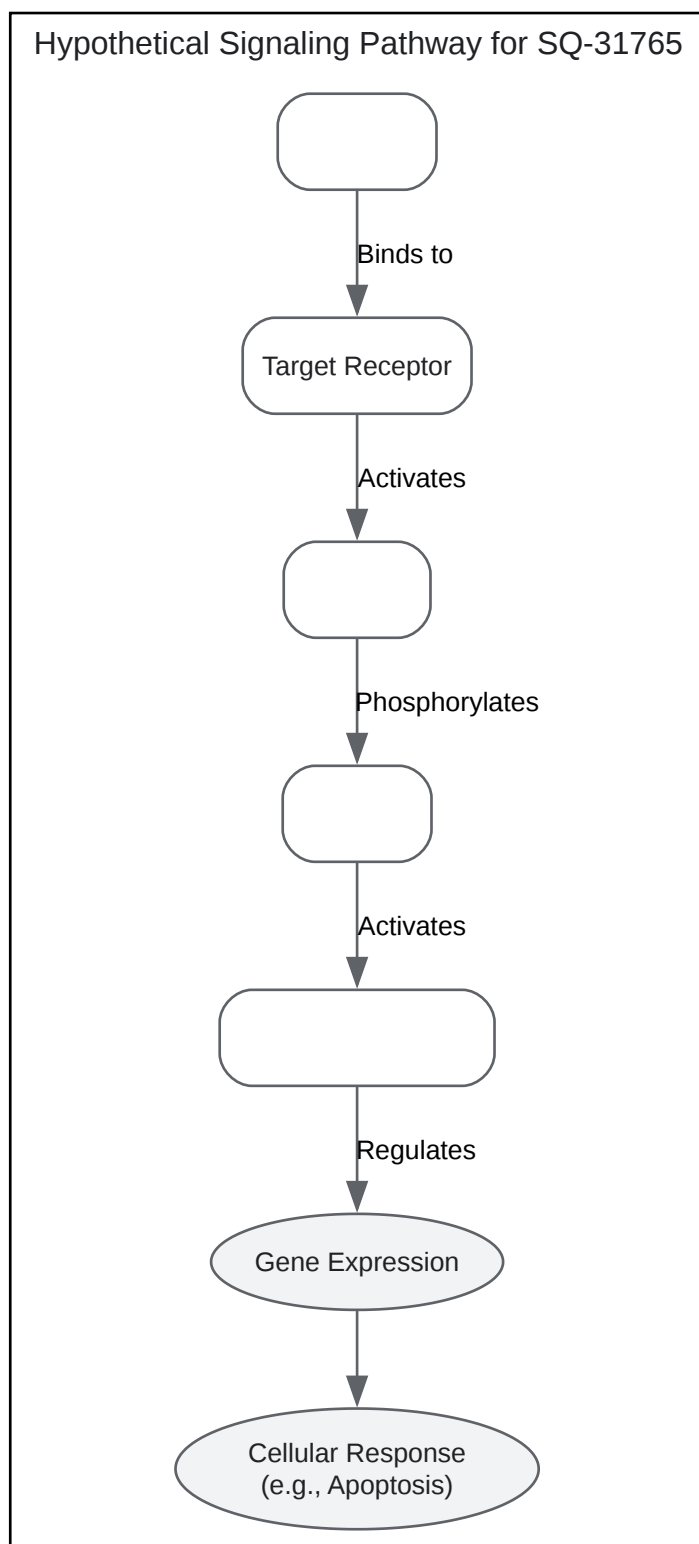 Hypothetical Signaling Pathway for SQ-31765
Binds to
Target Receptor
Activates
Phosphorylates
Activates
Regulates
Gene Expression
Cellular Response
(e.g., Apoptosis)